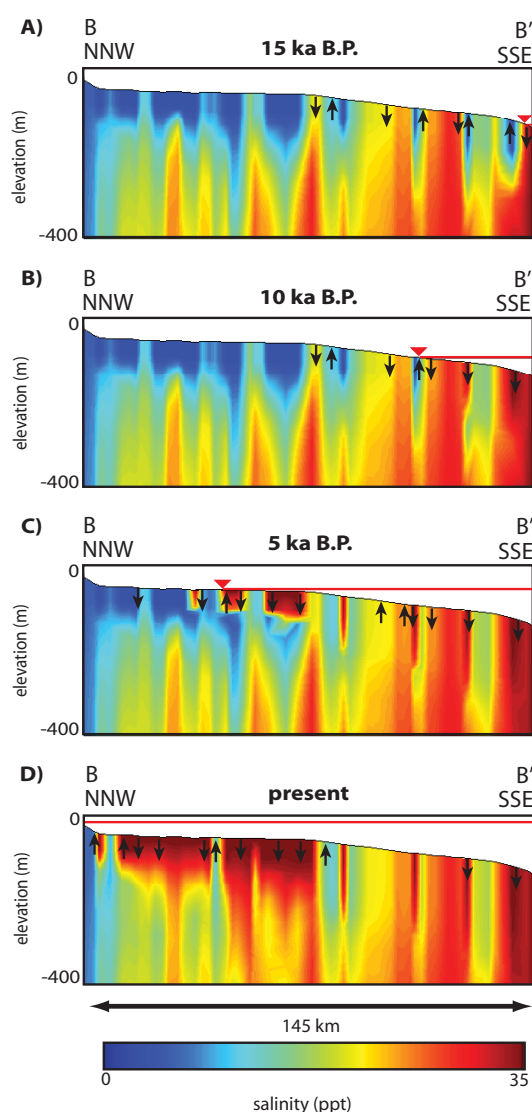 A)
B
NNW
15 ka B.P.
B'
SSE
0
elevation (m)
-400
B)
B
NNW
10 ka B.P.
B'
SSE
0
elevation (m)
-400
C)
B
NNW
5 ka B.P.
B'
SSE
0
elevation (m)
-400
D)
B
NNW
present
B'
SSE
0
elevation (m)
-400
145 km
0
35
salinity (ppt)